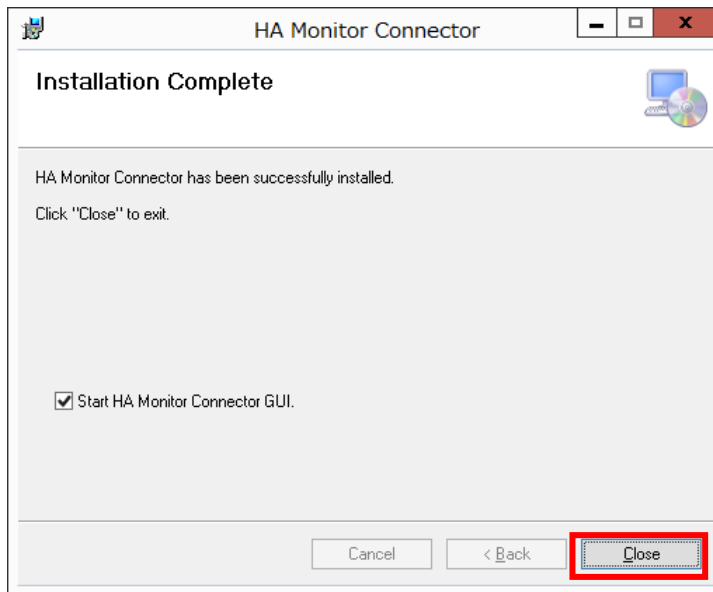 HA Monitor Connector
Installation Complete
HA Monitor Connector has been successfully installed.
Click "Close" to exit.
Start HA Monitor Connector GUI.
Cancel < Back Close